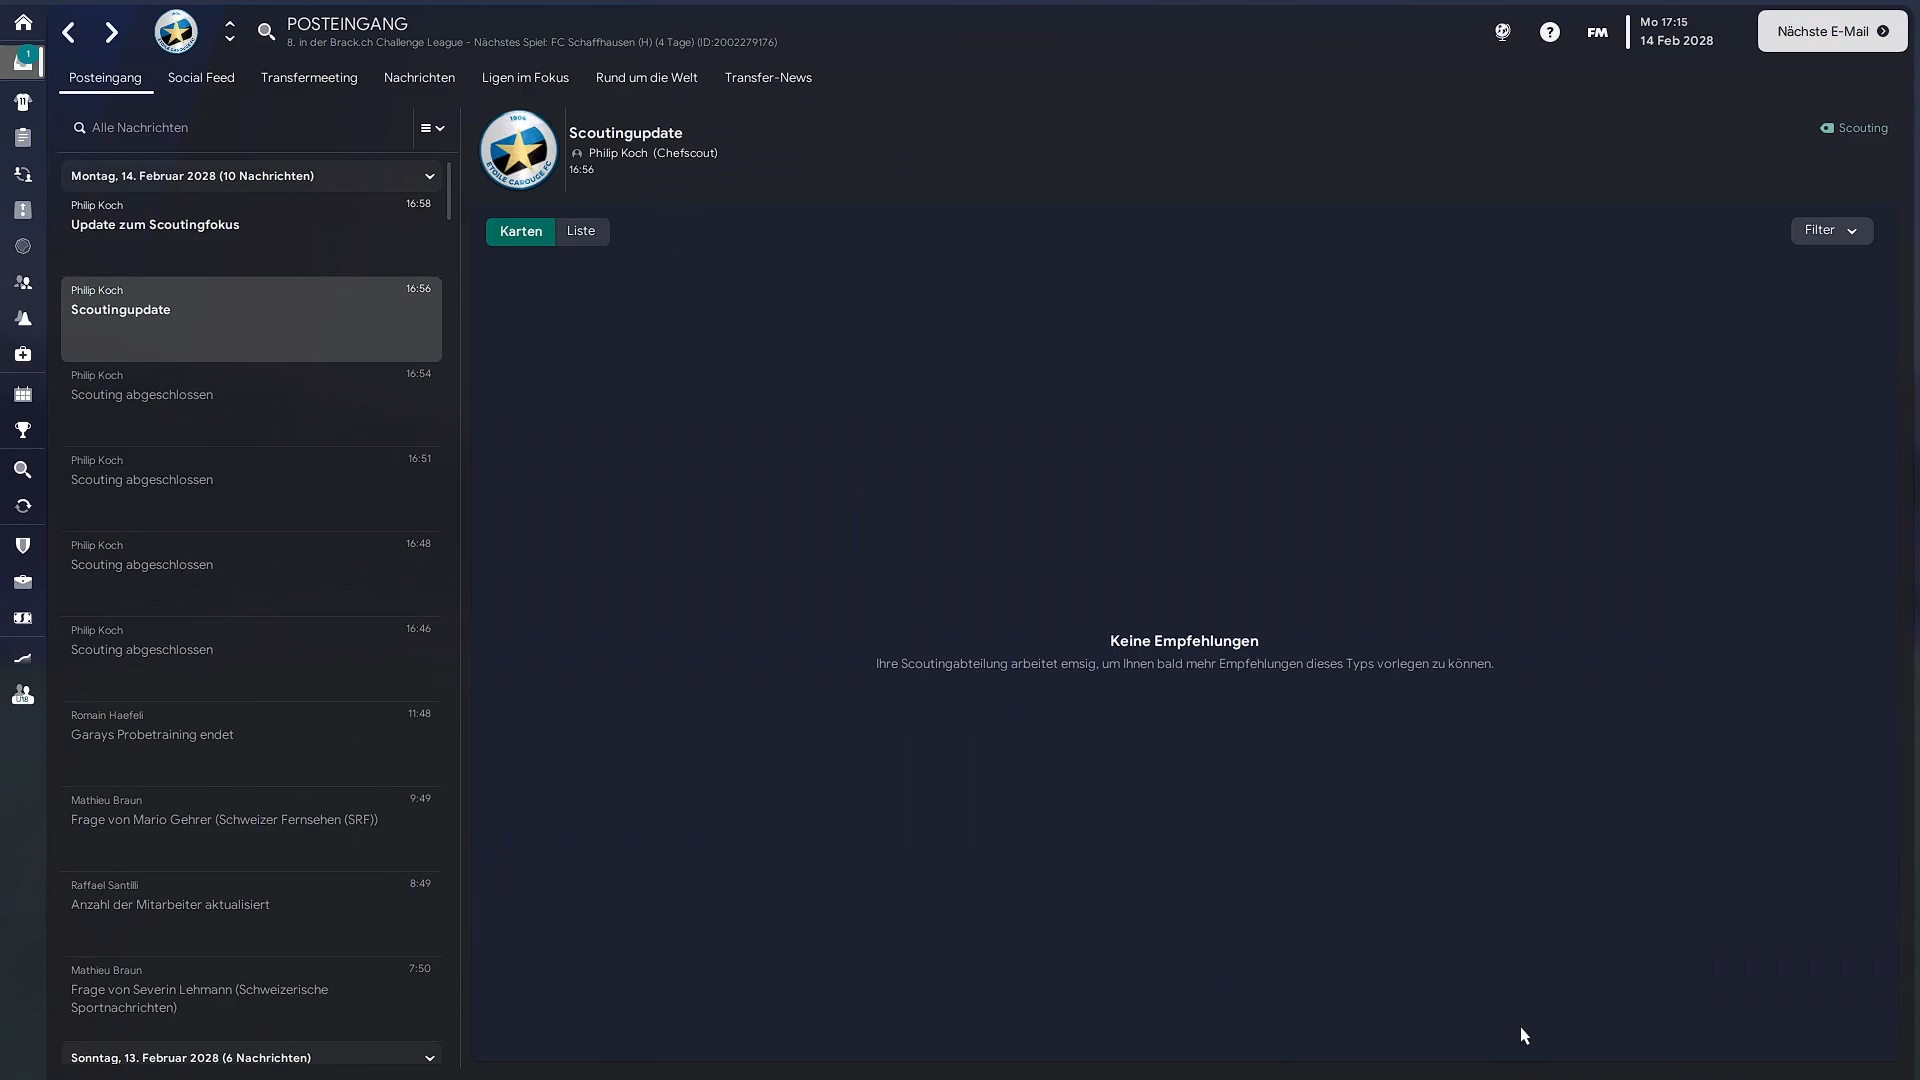 POSTEINGANG
8. in der Brack.ch Challenge League - Nächstes Spiel: FC Schaffhausen (H) (4 Tage) (ID:2002279176)
FM
Mo 17:15
14 Feb 2028
Nächste E-Mail
1
Posteingang
Social Feed
Transfermeeting
Nachrichten
Ligen im Fokus
Rund um die Welt
Transfer-News
Alle Nachrichten
Montag, 14. Februar 2028 (10 Nachrichten)
Philip Koch
16:58
Update zum Scoutingfokus
Philip Koch
16:56
Scoutingupdate
Philip Koch
16:54
Scouting abgeschlossen
Philip Koch
16:51
Scouting abgeschlossen
Philip Koch
16:48
Scouting abgeschlossen
Philip Koch
16:46
Scouting abgeschlossen
Romain Haefeli
11:48
Garays Probetraining endet
Mathieu Braun
9:49
Frage von Mario Gehrer (Schweizer Fernsehen (SRF))
Raffael Santilli
8:49
Anzahl der Mitarbeiter aktualisiert
Mathieu Braun
7:50
Frage von Severin Lehmann (Schweizerische
Sportnachrichten)
Sonntag, 13. Februar 2028 (6 Nachrichten)
1904
ETOILE CAROUGE FC
Scoutingupdate
Philip Koch (Chefscout)
16:56
Scouting
Karten
Liste
Filter
Keine Empfehlungen
Ihre Scoutingabteilung arbeitet emsig, um Ihnen bald mehr Empfehlungen dieses Typs vorlegen zu können.
11
U18